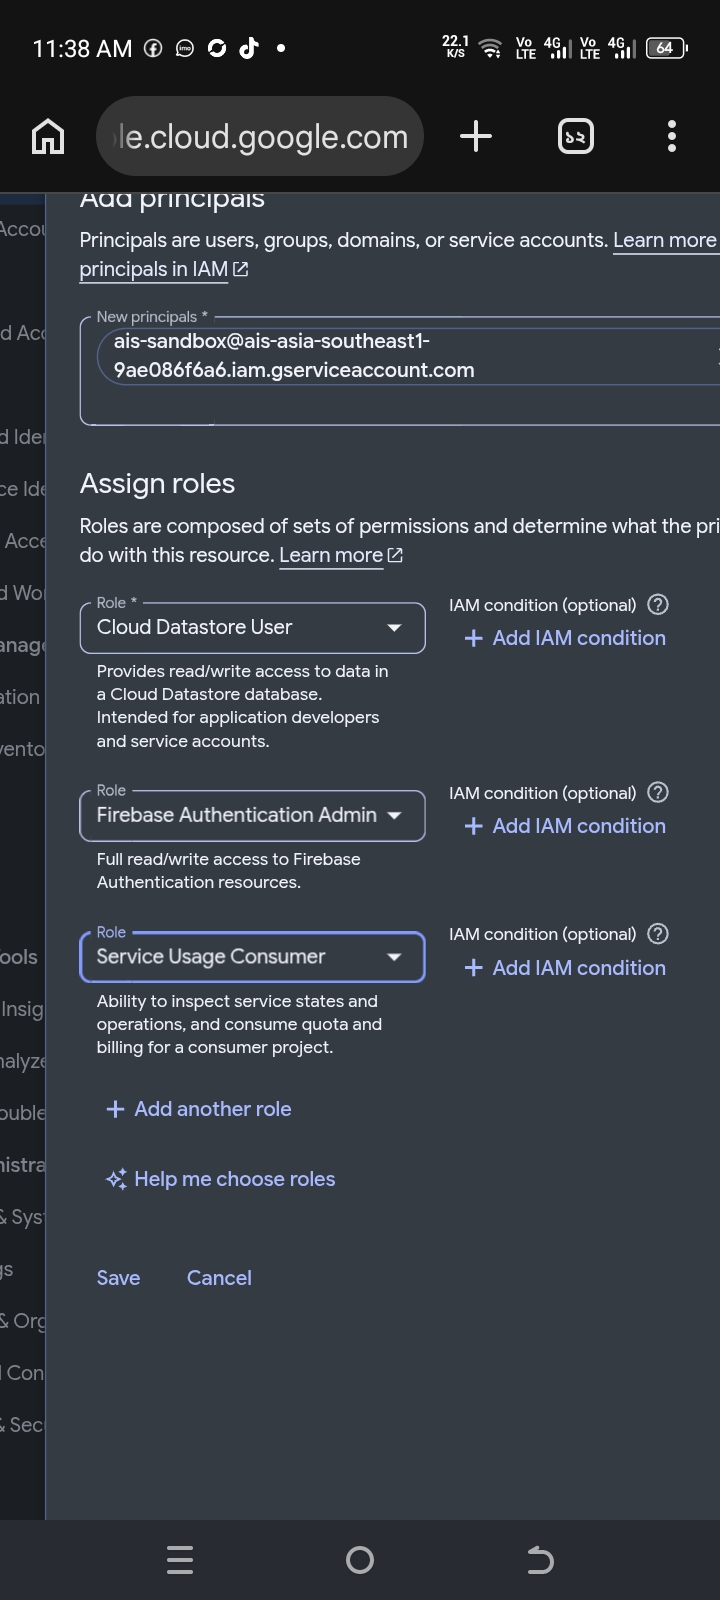 11:38 AM
22.1 K/S Vo LTE 4G Vo LTE 4G 64
le.cloud.google.com
১২
Add principals
Principals are users, groups, domains, or service accounts. Learn more
principals in IAM
New principals *
ais-sandbox@ais-asia-southeast1-
9ae086f6a6.iam.gserviceaccount.com
Assign roles
Roles are composed of sets of permissions and determine what the pri
do with this resource. Learn more
Role *
Cloud Datastore User
IAM condition (optional)
+ Add IAM condition
Provides read/write access to data in
a Cloud Datastore database.
Intended for application developers
and service accounts.
Role
Firebase Authentication Admin
IAM condition (optional)
+ Add IAM condition
Full read/write access to Firebase
Authentication resources.
Role
Service Usage Consumer
IAM condition (optional)
+ Add IAM condition
Ability to inspect service states and
operations, and consume quota and
billing for a consumer project.
+ Add another role
Help me choose roles
Save Cancel